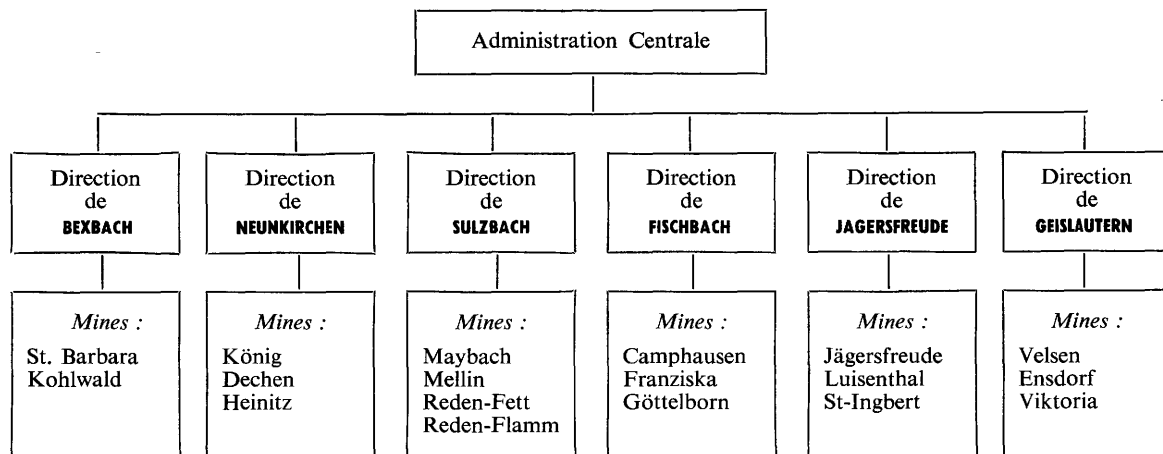 Administration Centrale
Direction
de
BEXBACH
Direction
de
NEUNKIRCHEN
Direction
de
SULZBACH
Direction
de
FISCHBACH
Direction
de
JAGERSFREUDE
Direction
de
GEISLAUTERN
Mines :
St. Barbara
Kohlwald
Mines :
König
Dechen
Heinitz
Mines :
Maybach
Mellin
Reden-Fett
Reden-Flamm
Mines :
Camphausen
Franziska
Göttelborn
Mines :
Jägersfreude
Luisenthal
St-Ingbert
Mines :
Velsen
Ensdorf
Viktoria